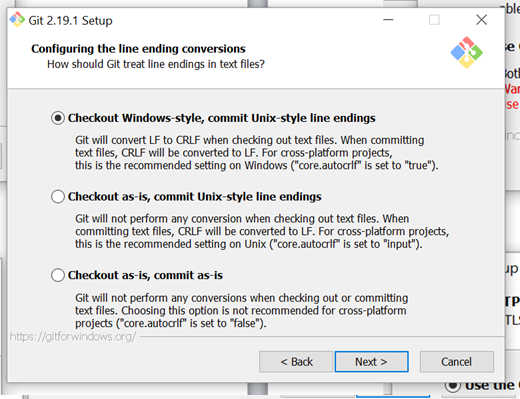 Git 2.19.1 Setup
Configuring the line ending conversions
How should Git treat line endings in text files?
Checkout Windows-style, commit Unix-style line endings
Git will convert LF to CRLF when checking out text files. When committing
text files, CRLF will be converted to LF. For cross-platform projects,
this is the recommended setting on Windows ("core.autocrlf" is set to "true").
Checkout as-is, commit Unix-style line endings
Git will not perform any conversion when checking out text files. When
committing text files, CRLF will be converted to LF. For cross-platform projects,
this is the recommended setting on Unix ("core.autocrlf" is set to "input").
Checkout as-is, commit as-is
Git will not perform any conversions when checking out or committing
text files. Choosing this option is not recommended for cross-platform
projects ("core.autocrlf" is set to "false").
https://gitforwindows.org/
< Back
Next >
Cancel
Use the